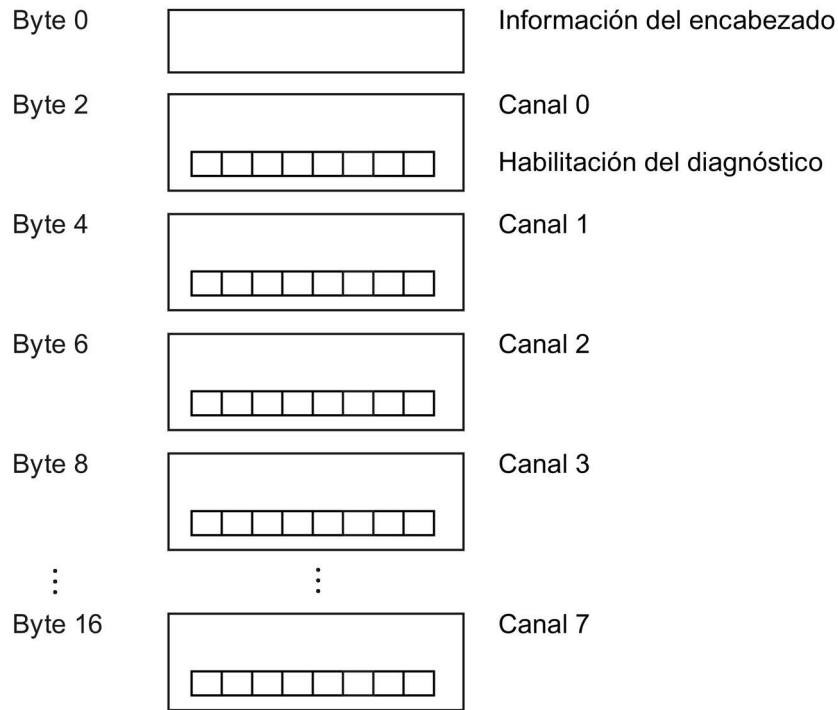 Byte 0 Información del encabezado
Byte 2 Canal 0
Habilitación del diagnóstico
Byte 4 Canal 1
Byte 6 Canal 2
Byte 8 Canal 3
Byte 16 Canal 7